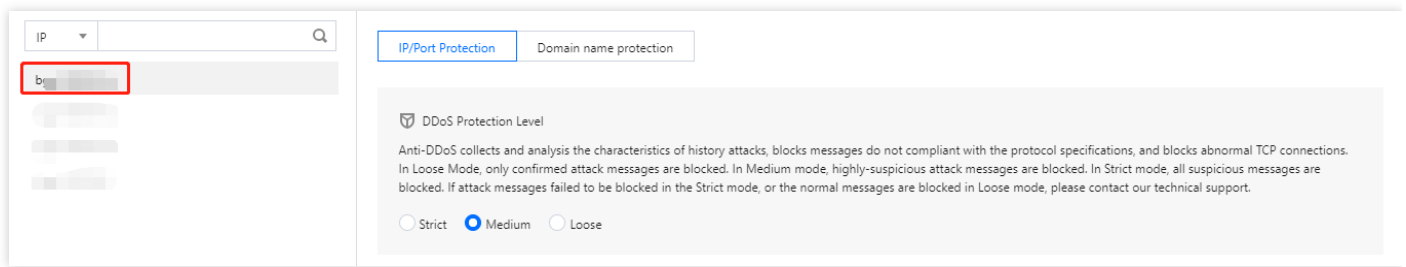 IP
IP/Port Protection
Domain name protection
DDoS Protection Level
Anti-DDoS collects and analysis the characteristics of history attacks, blocks messages do not compliant with the protocol specifications, and blocks abnormal TCP connections.
In Loose Mode, only confirmed attack messages are blocked. In Medium mode, highly-suspicious attack messages are blocked. In Strict mode, all suspicious messages are
blocked. If attack messages failed to be blocked in the Strict mode, or the normal messages are blocked in Loose mode, please contact our technical support.
Strict Medium Loose